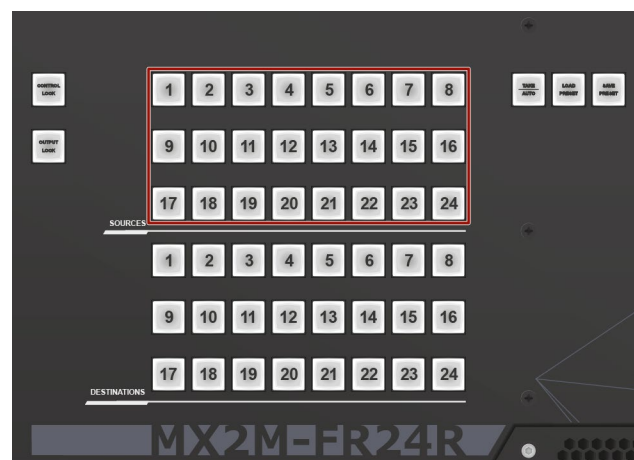 CONTROL
LOCK
1 2 3 4 5 6 7 8
TAKE
AUTO
LOAD
PRESET
SAVE
PRESET
OUTPUT
LOCK
9 10 11 12 13 14 15 16
17 18 19 20 21 22 23 24
SOURCES
1 2 3 4 5 6 7 8
9 10 11 12 13 14 15 16
17 18 19 20 21 22 23 24
DESTINATIONS
MX2M-FR24R